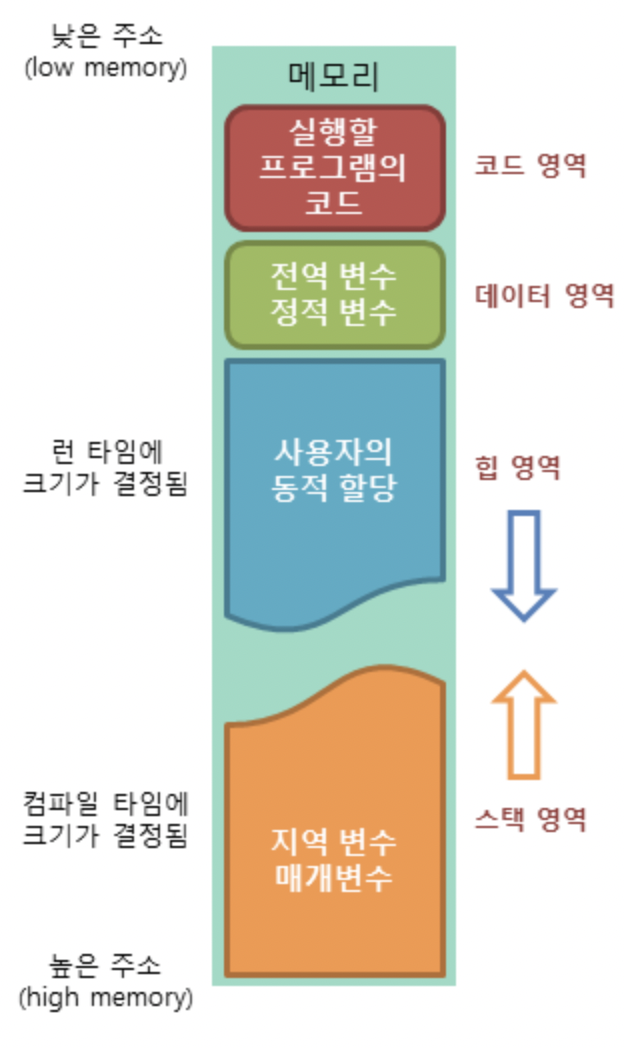 낮은 주소
(low memory)
메모리
실행할
프로그램의
코드
코드 영역
전역 변수
정적 변수
데이터 영역
런 타임에
크기가 결정됨
사용자의
동적 할당
힙 영역
컴파일 타임에
크기가 결정됨
지역 변수
매개변수
스택 영역
높은 주소
(high memory)